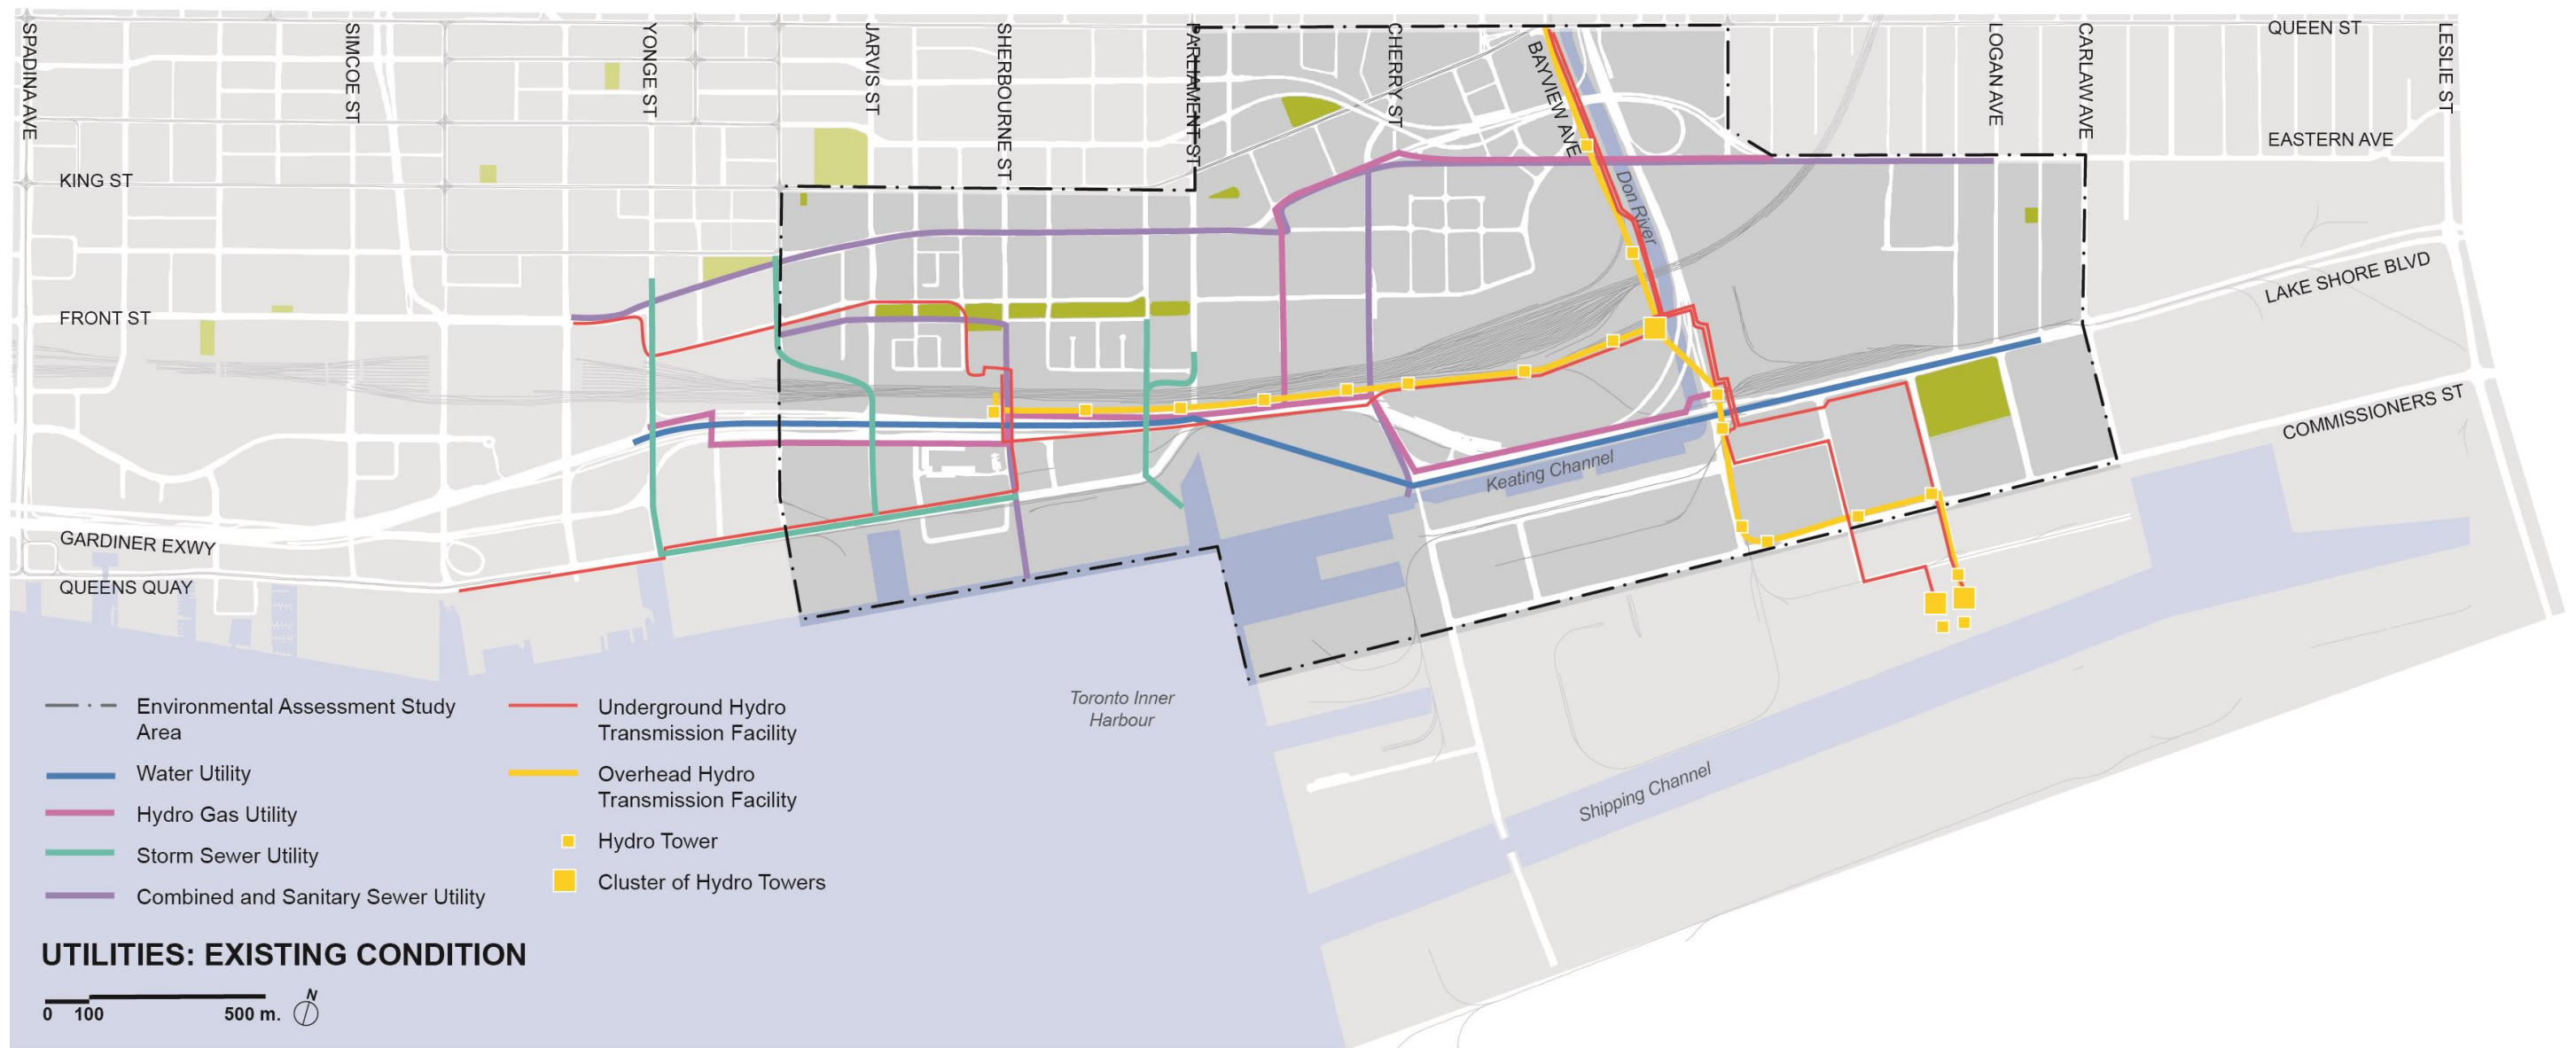 SPADINA AVE
SIMCOE ST
YONGE ST
JARVIS ST
SHERBOURNE ST
PARLIAMENT ST
CHERRY ST
BAYVIEW AVE
LOGAN AVE
CARLAW AVE
QUEEN ST
LESLIE ST
EASTERN AVE
KING ST
Don River
LAKE SHORE BLVD
FRONT ST
COMMISSIONERS ST
Keating Channel
GARDINER EXWY
QUEENS QUAY
Toronto Inner
Harbour
Shipping Channel
Environmental Assessment Study
Area
Water Utility
Hydro Gas Utility
Storm Sewer Utility
Combined and Sanitary Sewer Utility
Underground Hydro
Transmission Facility
Overhead Hydro
Transmission Facility
Hydro Tower
Cluster of Hydro Towers
UTILITIES: EXISTING CONDITION
0 100 500 m.
N